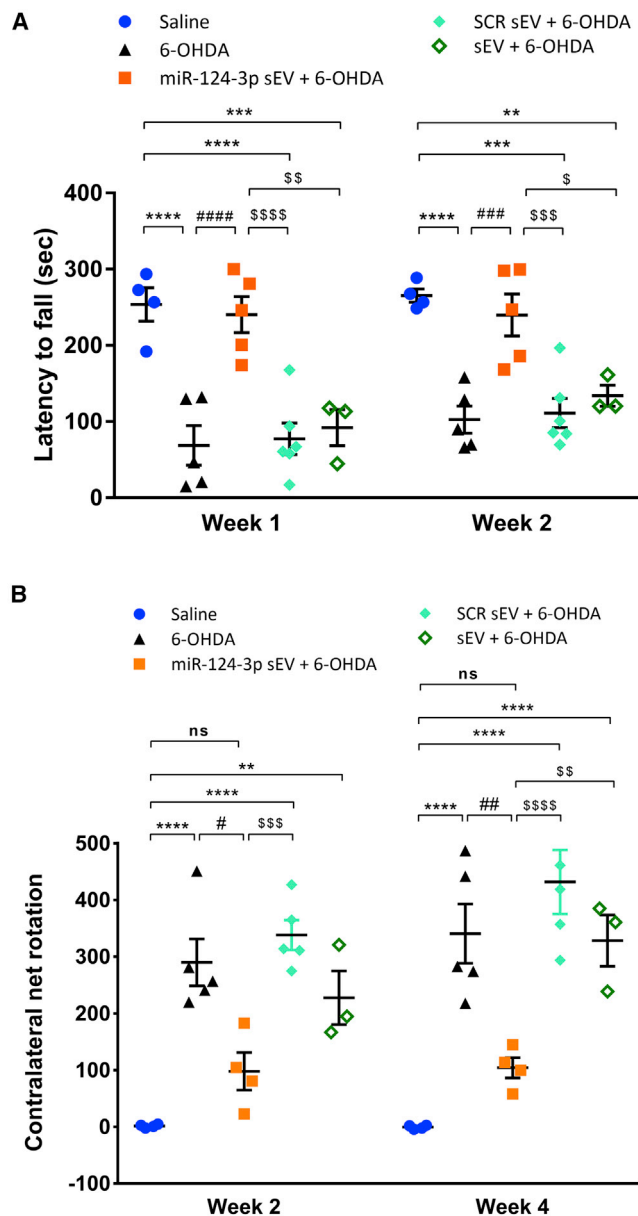 A
Saline
SCR sEV + 6-OHDA
6-OHDA
sEV + 6-OHDA
miR-124-3p sEV + 6-OHDA
***
**
****
***
$$
$
**** #### $$$$
**** ### $$$
Latency to fall (sec)
400
300
200
100
0
Week 1
Week 2
B
Saline
SCR sEV + 6-OHDA
6-OHDA
sEV + 6-OHDA
miR-124-3p sEV + 6-OHDA
ns
****
ns
****
**
$$
****
**** # $$$
**** ## $$$$
Contralateral net rotation
500
400
300
200
100
0
-100
Week 2
Week 4